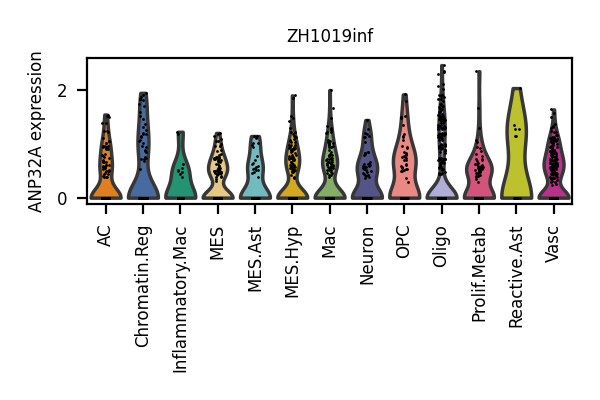 ZH1019inf
ANP32A expression
2
0
AC
Chromatin.Reg
Inflammatory.Mac
MES
MES.Ast
MES.Hyp
Mac
Neuron
OPC
Oligo
Prolif.Metab
Reactive.Ast
Vasc